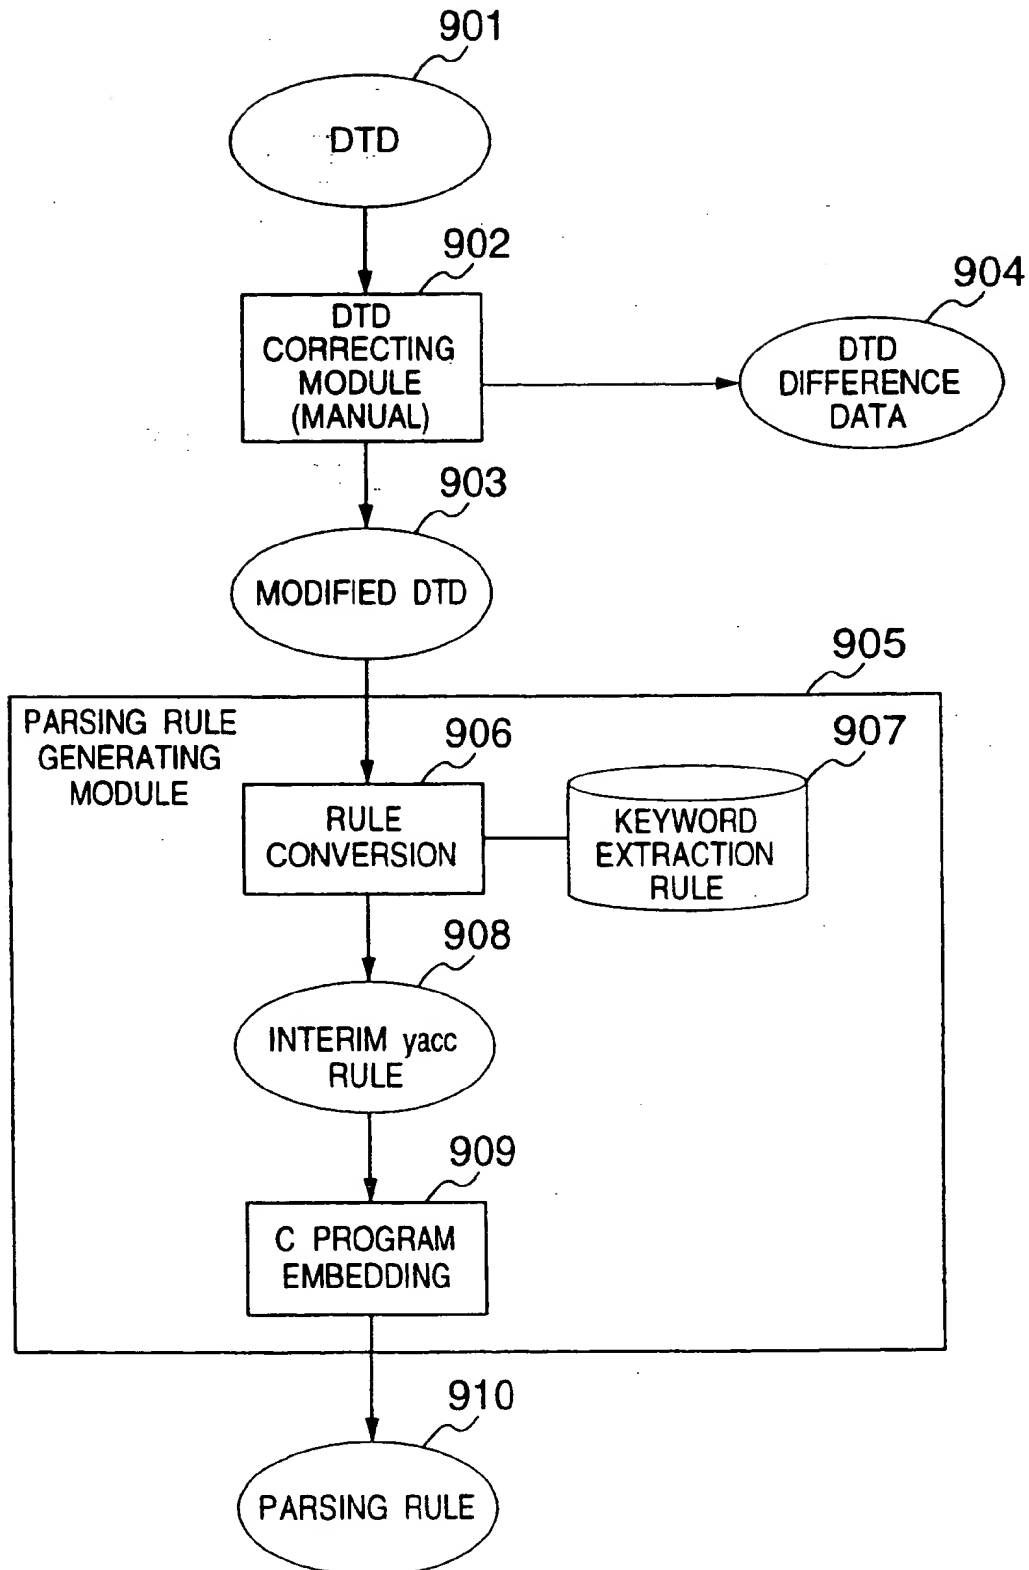 901
DTD
902
DTD
CORRECTING
MODULE
(MANUAL)
904
DTD
DIFFERENCE
DATA
903
MODIFIED DTD
905
PARSING RULE
GENERATING
MODULE
906
RULE
CONVERSION
907
KEYWORD
EXTRACTION
RULE
908
INTERIM yacc
RULE
909
C PROGRAM
EMBEDDING
910
PARSING RULE